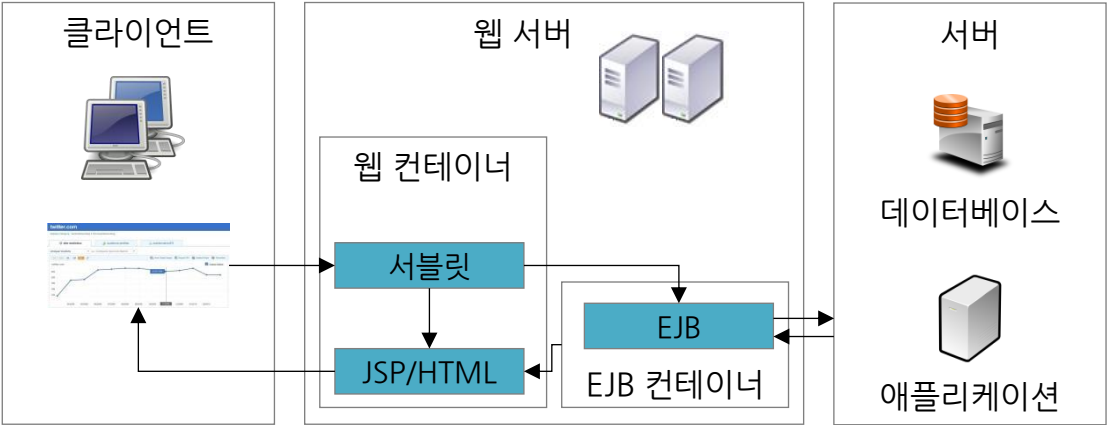 클라이언트
웹 서버
서버
웹 컨테이너
데이터베이스
twitter.com
서블릿
EJB
JSP/HTML
EJB 컨테이너
애플리케이션